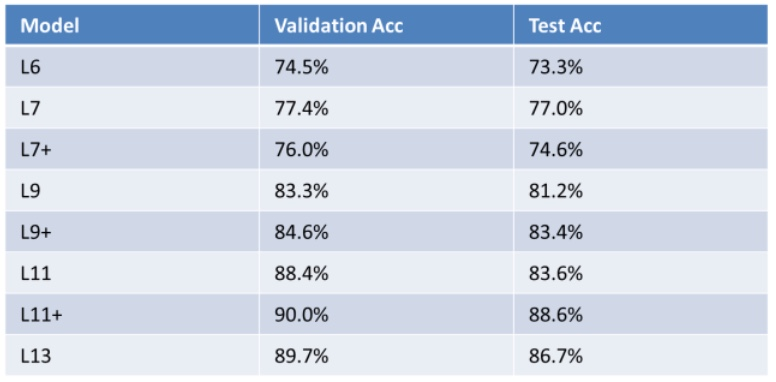 Model Validation Acc Test Acc
L6 74.5% 73.3%
L7 77.4% 77.0%
L7+ 76.0% 74.6%
L9 83.3% 81.2%
L9+ 84.6% 83.4%
L11 88.4% 83.6%
L11+ 90.0% 88.6%
L13 89.7% 86.7%